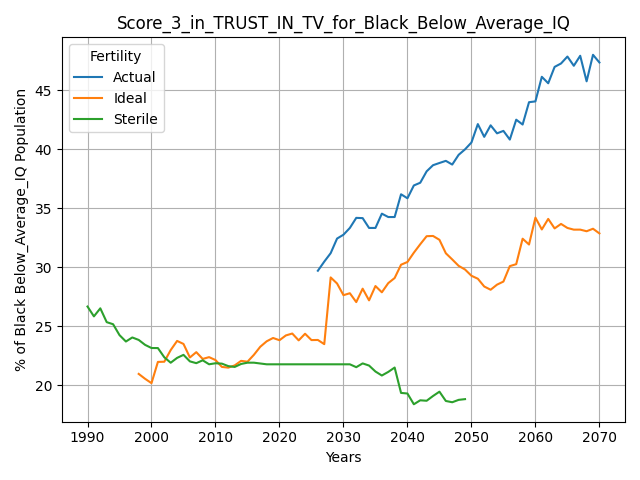 Score_3_in_TRUST_IN_TV_for_Black_Below_Average_IQ
Fertility
Actual
Ideal
Sterile
% of Black Below_Average_IQ Population
45
40
35
30
25
20
1990 2000 2010 2020 2030 2040 2050 2060 2070
Years